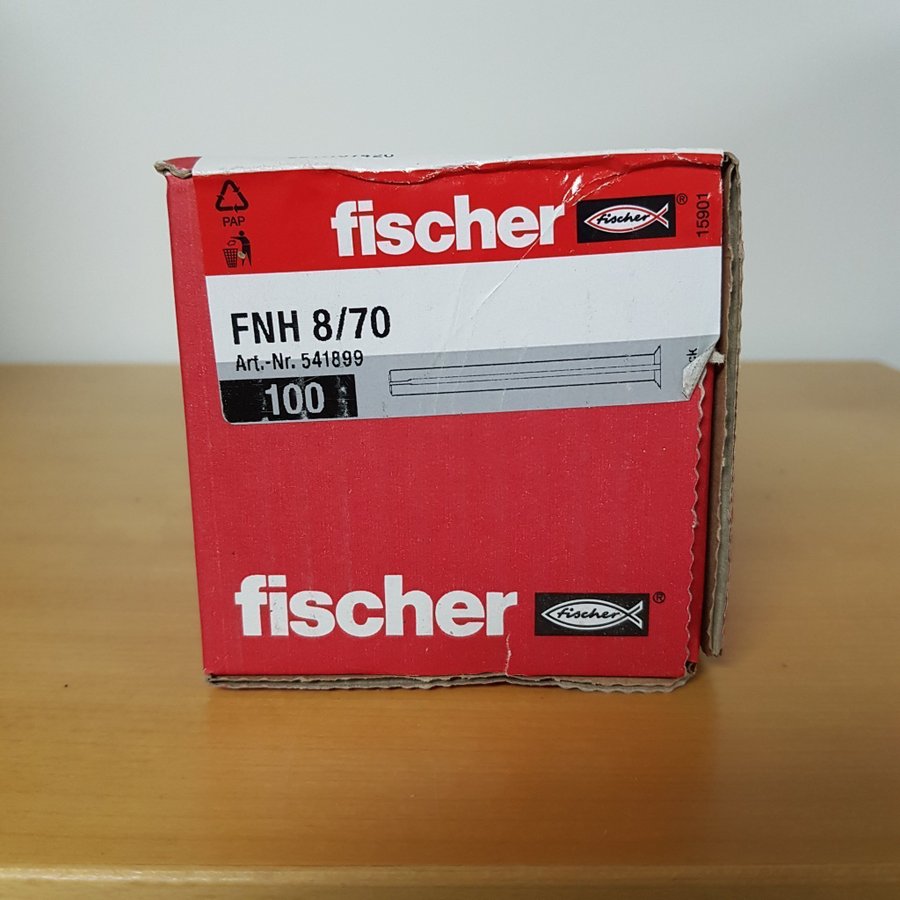 PAP
fischer
fischer®
15901
FNH 8/70
Art.-Nr. 541899
100
fischer
fischer®